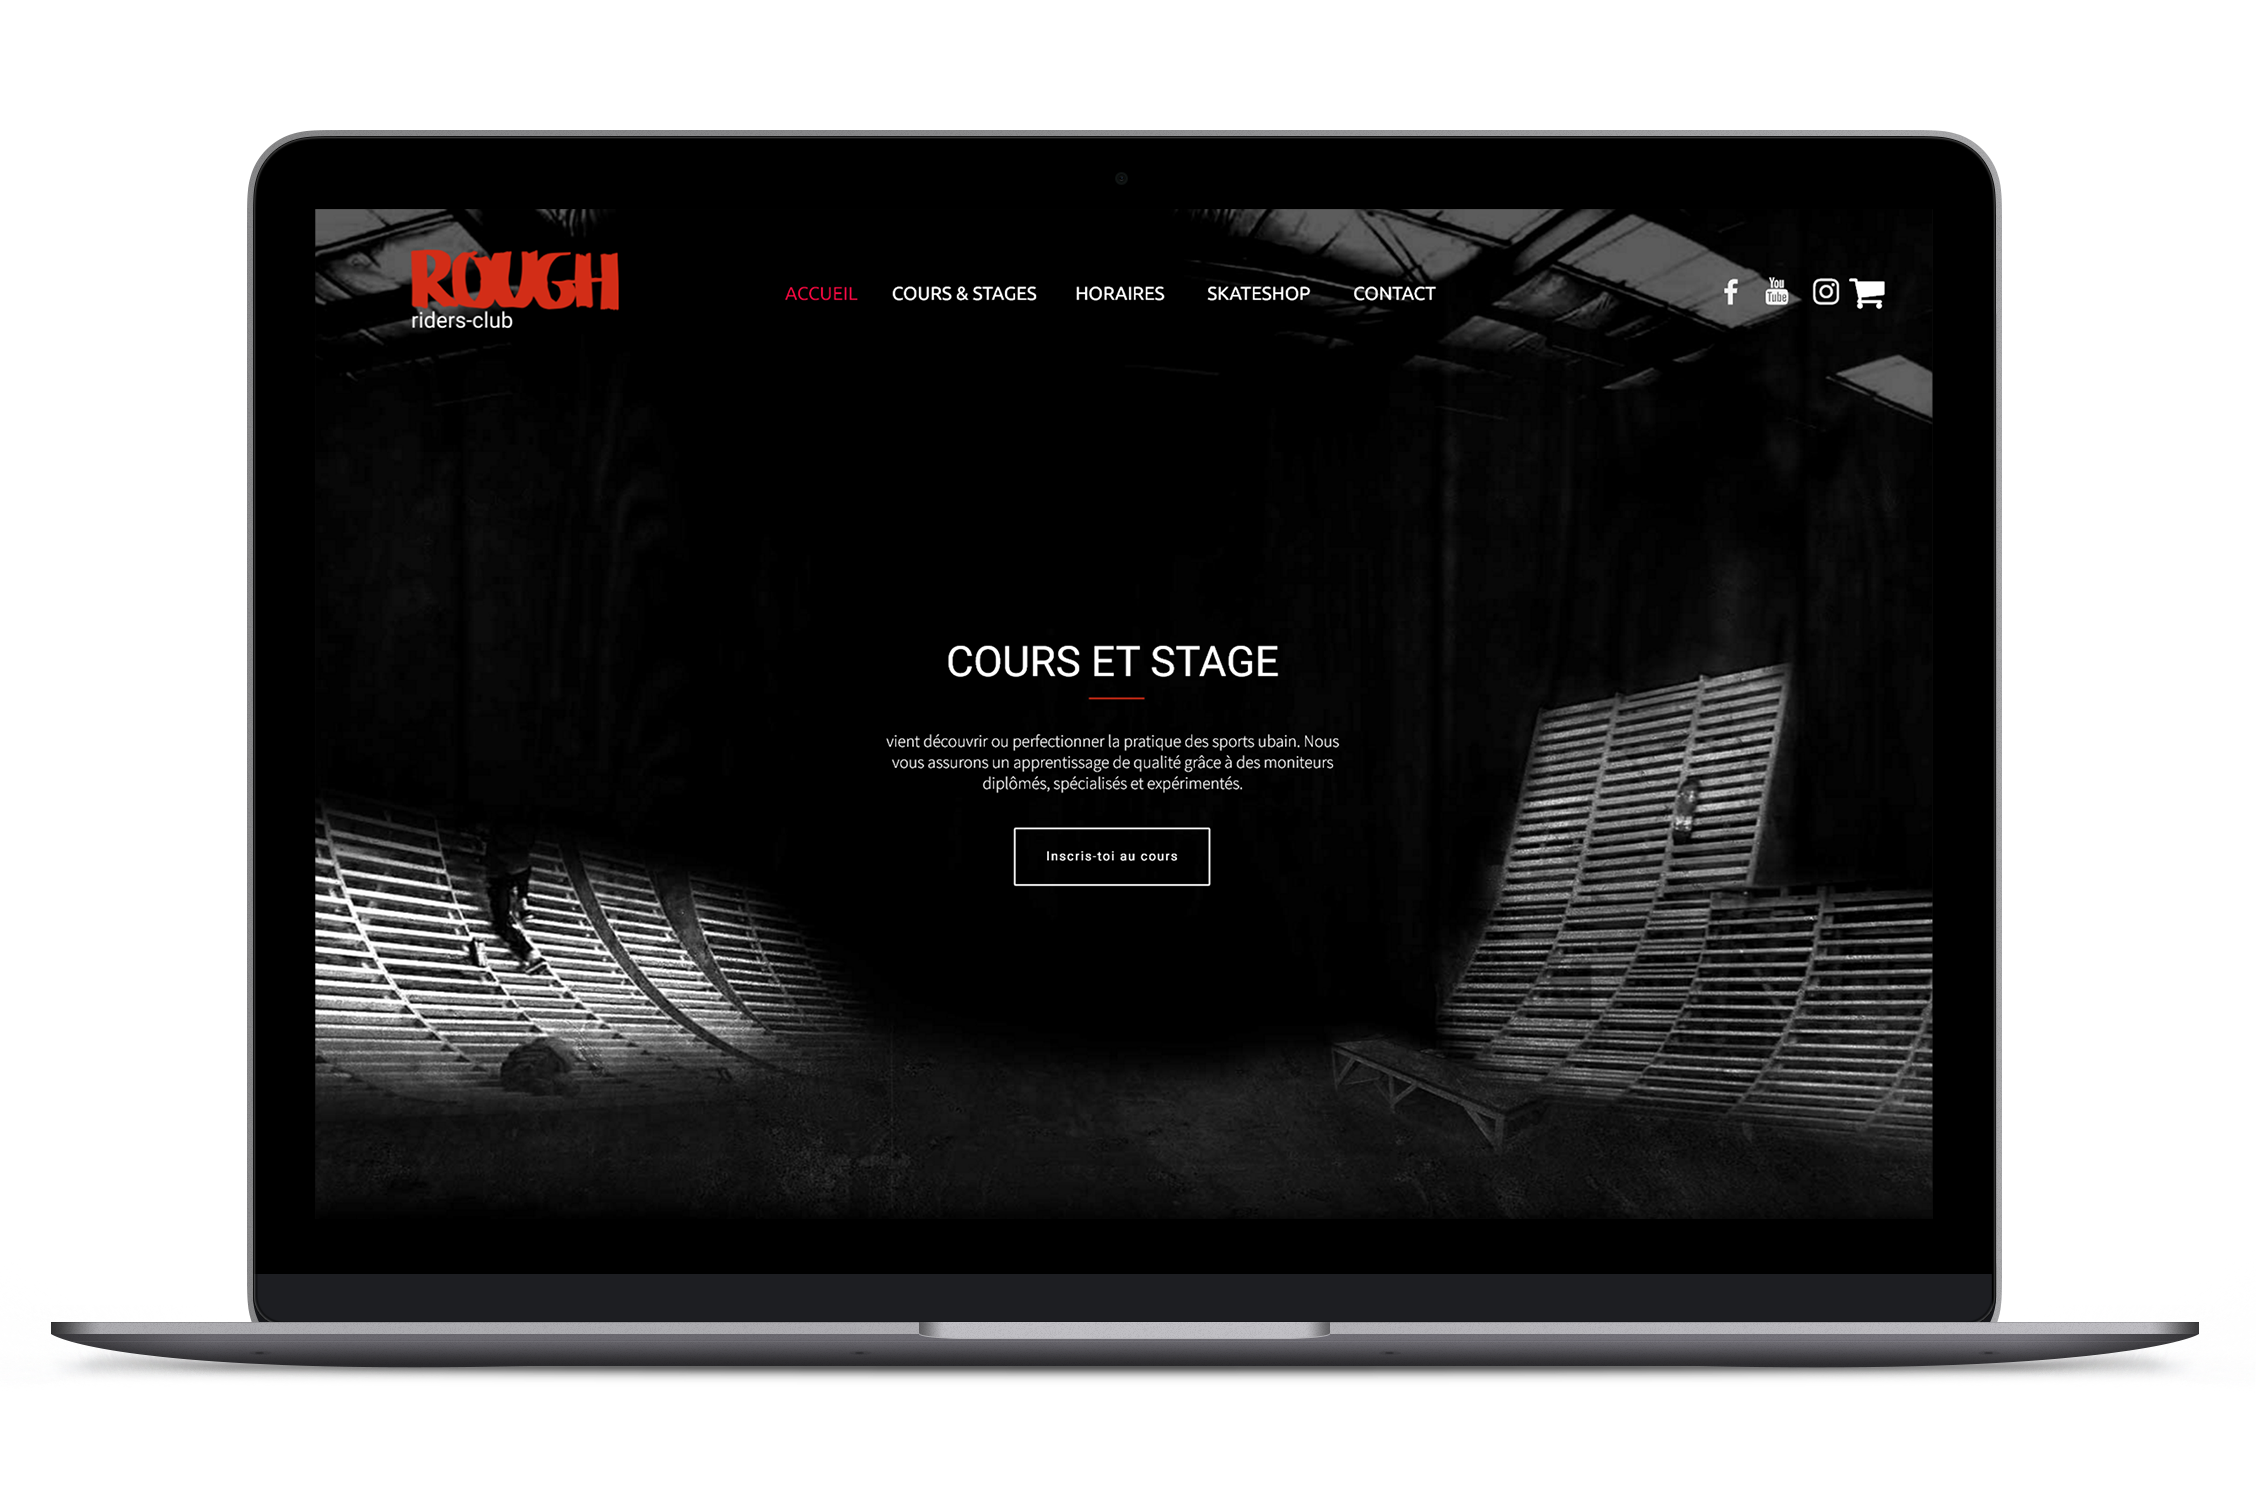 ROUGH
riders-club
ACCUEIL COURS & STAGES HORAIRES SKATESHOP CONTACT
You
Tube
COURS ET STAGE
vient découvrir ou perfectionner la pratique des sports ubain. Nous
vous assurons un apprentissage de qualité grâce à des moniteurs
diplômés, spécialisés et expérimentés.
Inscris-toi au cours